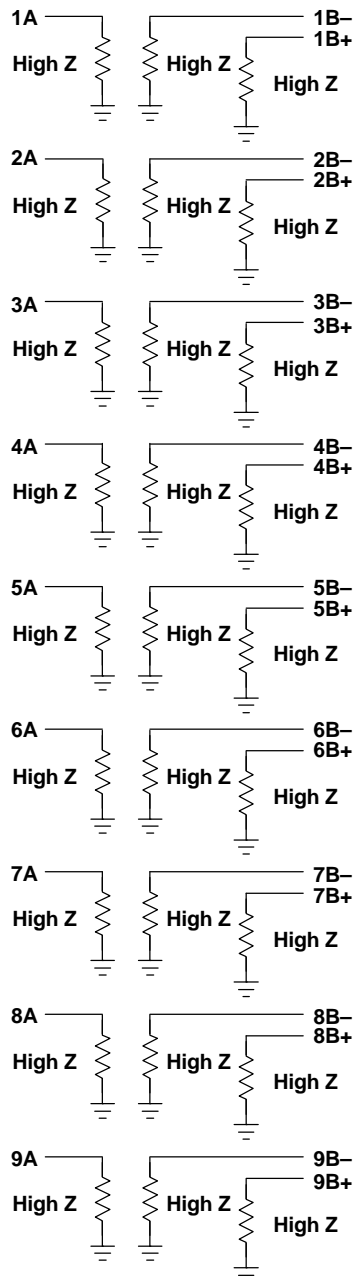 1A 1B–
1B+
High Z High Z High Z
2A 2B–
2B+
High Z High Z High Z
3A 3B–
3B+
High Z High Z High Z
4A 4B–
4B+
High Z High Z High Z
5A 5B–
5B+
High Z High Z High Z
6A 6B–
6B+
High Z High Z High Z
7A 7B–
7B+
High Z High Z High Z
8A 8B–
8B+
High Z High Z High Z
9A 9B–
9B+
High Z High Z High Z